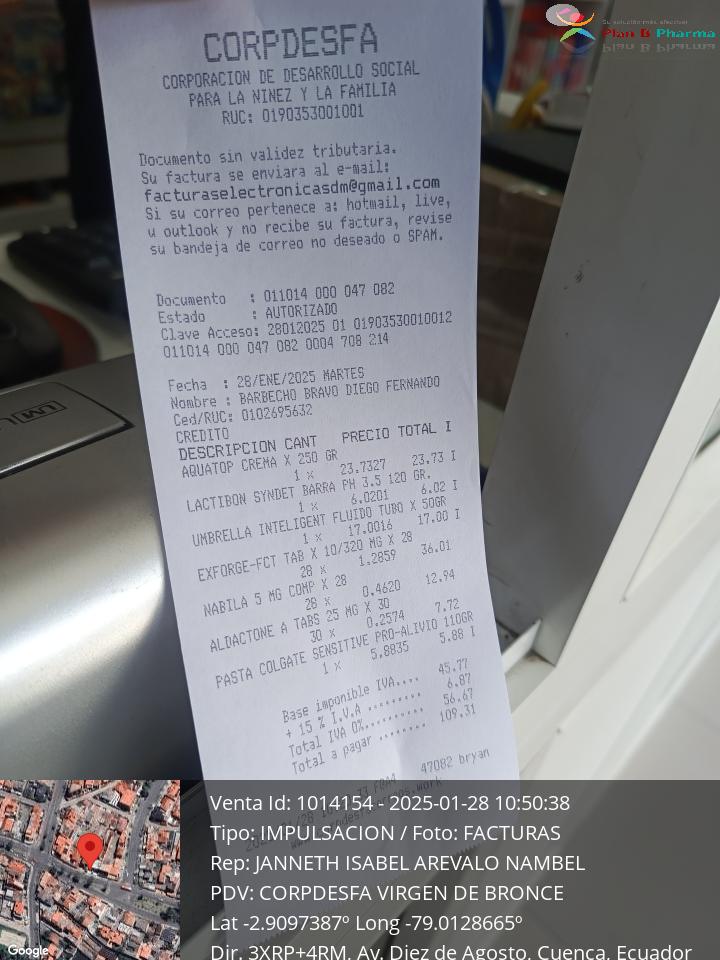 Su solución más efectiva!
Plan B Pharma
CORPDESFA
CORPORACION DE DESARROLLO SOCIAL
PARA LA NINEZ Y LA FAMILIA
RUC: 0190353001001
Documento sin validez tributaria.
Su factura se enviara al e-mail:
facturaselectronicasdm@gmail.com
Si su correo pertenece a: hotmail, live,
u outlook y no recibe su factura, revise
su bandeja de correo no deseado o SPAM.
Documento : 011014 000 047 082
Estado : AUTORIZADO
Clave Acceso: 28012025 01 01903530010012
011014 000 047 082 0004 708 214
Fecha : 28/ENE/2025 MARTES
Nombre : BARBECHO BRAVO DIEGO FERNANDO
Ced/RUC: 0102695632
CREDITO
DESCRIPCION CANT PRECIO TOTAL I
AQUATOP CREMA X 250 GR
1 x 23.7327 23.73 I
LACTIBON SYNDET BARRA PH 3.5 120 GR.
1 x 6.0201 6.02 I
UMBRELLA INTELIGENT FLUIDO TUBO X 50GR
1 x 17.0016 17.00 I
EXFORGE-FCT TAB X 10/320 MG X 28
28 x 1.2859 36.01
NABILA 5 MG COMP X 28
28 x 0.4620 12.94
ALDACTONE A TABS 25 MG X 30
30 x 0.2574 7.72
PASTA COLGATE SENSITIVE PRO-ALIVIO 110GR
1 x 5.8835 5.88 I
Base imponible IVA.... 45.77
+ 15 % I.V.A ......... 6.87
Total IVA 0%.......... 56.67
Total a pagar ........ 109.31
47082 bryan
Venta Id: 1014154 - 2025-01-28 10:50:38
Tipo: IMPULSACION / Foto: FACTURAS
Rep: JANNETH ISABEL AREVALO NAMBEL
PDV: CORPDESFA VIRGEN DE BRONCE
Lat -2.9097387º Long -79.0128665º
Dir. 3XRP+4RM, Av. Diez de Agosto, Cuenca, Ecuador
Google